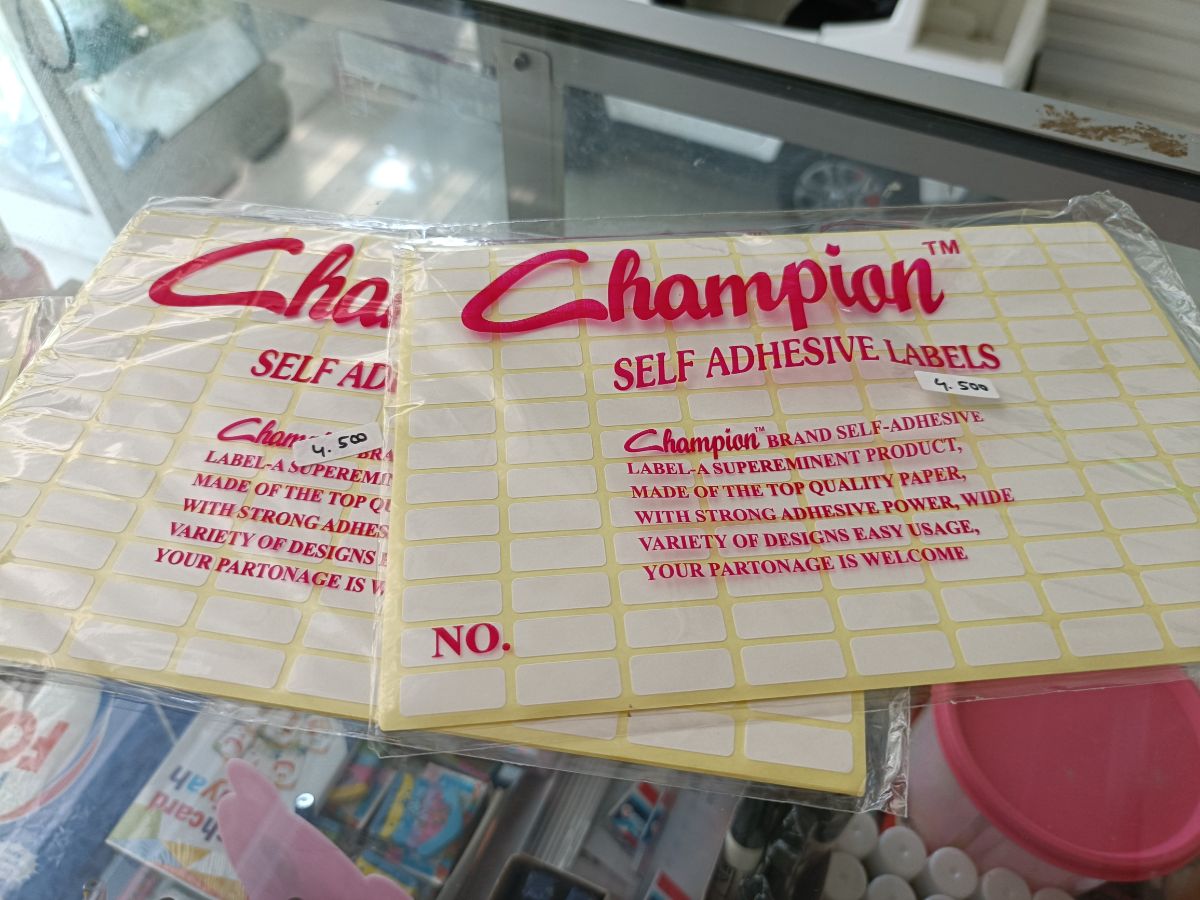 Champion™
SELF ADHESIVE LABELS
4.500
Champion™ BRAND SELF-ADHESIVE
LABEL-A SUPEREMINENT PRODUCT,
MADE OF THE TOP QUALITY PAPER,
WITH STRONG ADHESIVE POWER, WIDE
VARIETY OF DESIGNS EASY USAGE,
YOUR PARTONAGE IS WELCOME
NO.
Cha
SELF AD
4.500
Cham BRA
LABEL-A SUPEREMIN
MADE OF THE TOP QU
WITH STRONG ADHES
VARIETY OF DESIGNS
YOUR PARTONAGE IS W